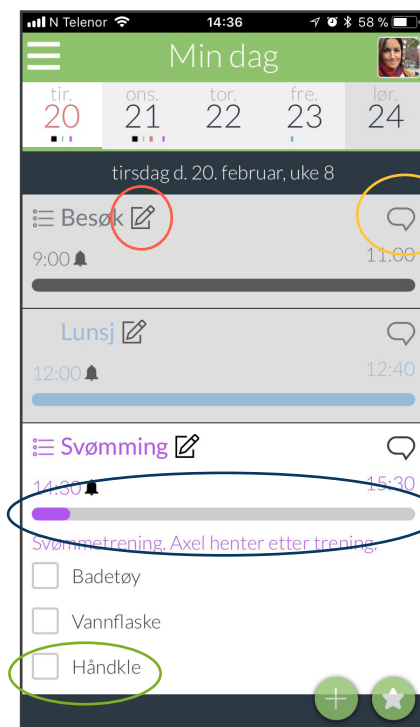 N Telenor 14:36 58 %
Min dag
tir. ons. tor. fre. lør.
20 21 22 23 24
tirsdag d. 20. februar, uke 8
Besøk
9:00 11:00
Lunsj
12:00 12:40
Svømming
14:30 15:30
Svømmetrening. Axel henter etter trening.
Badetøy
Vannflaske
Håndkle